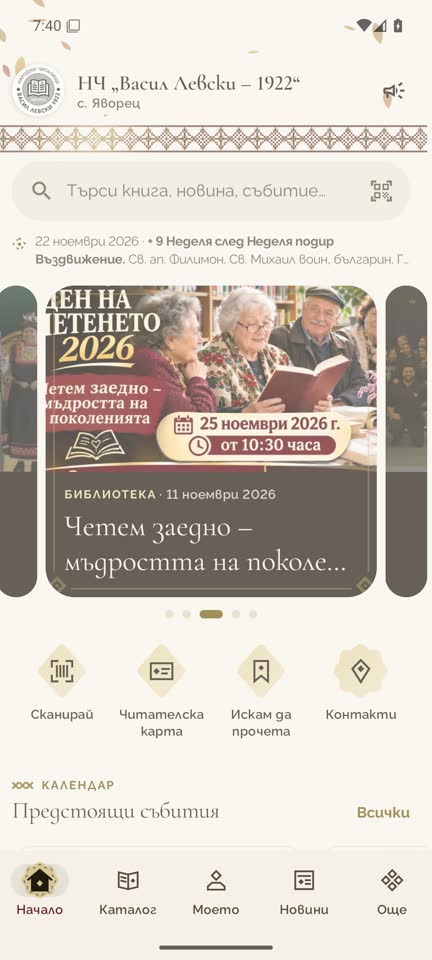 7:40
НЧ „Васил Левски – 1922“
с. Яворец
Търси книга, новина, събитие...
22 ноември 2026 · + 9 Неделя след Неделя подир
Въздвижение. Св. ап. Филимон. Св. Михаил воин, българин. Г...
ДЕН НА
ЧЕТЕНЕТО
2026
Четем заедно –
мъдростта на
поколенията
25 ноември 2026 г.
от 10:30 часа
БИБЛИОТЕКА · 11 ноември 2026
Четем заедно –
мъдростта на поколе...
Сканирай
Читателска
карта
Искам да
прочета
Контакти
КАЛЕНДАР
Предстоящи събития
Всички
Начало
Каталог
Моето
Новини
Още